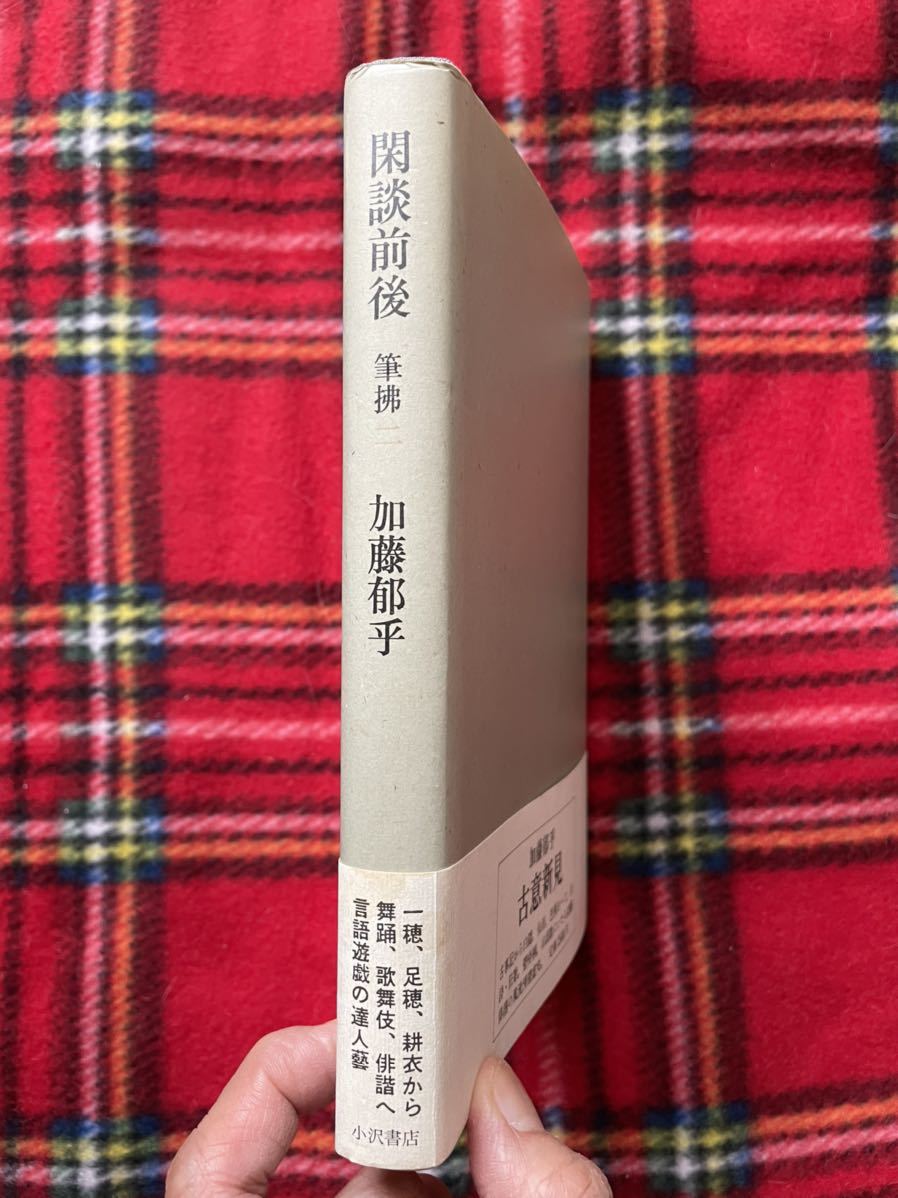 閑談前後
筆拂 二
加藤郁乎
一穂、足穂、耕衣から
舞踊、歌舞伎、俳諧へ
言語遊戯の達人藝
小沢書店
加藤郁乎
古意新見